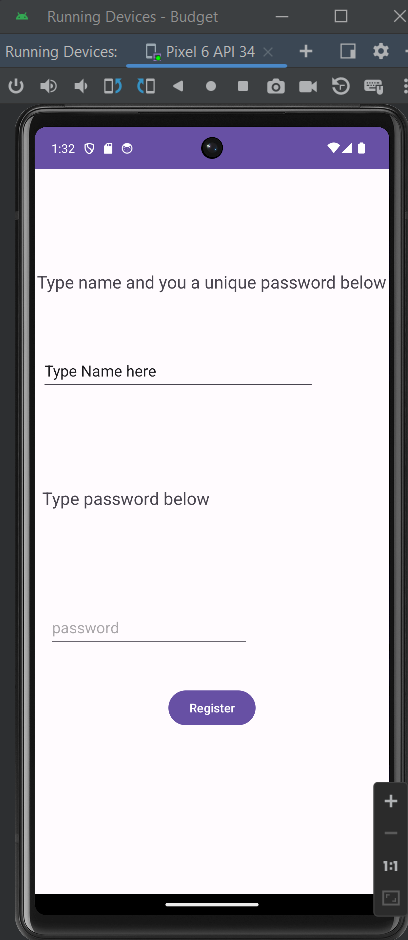 Running Devices - Budget
Running Devices: Pixel 6 API 34
1:32
Type name and you a unique password below
Type Name here
Type password below
password
Register
1:1